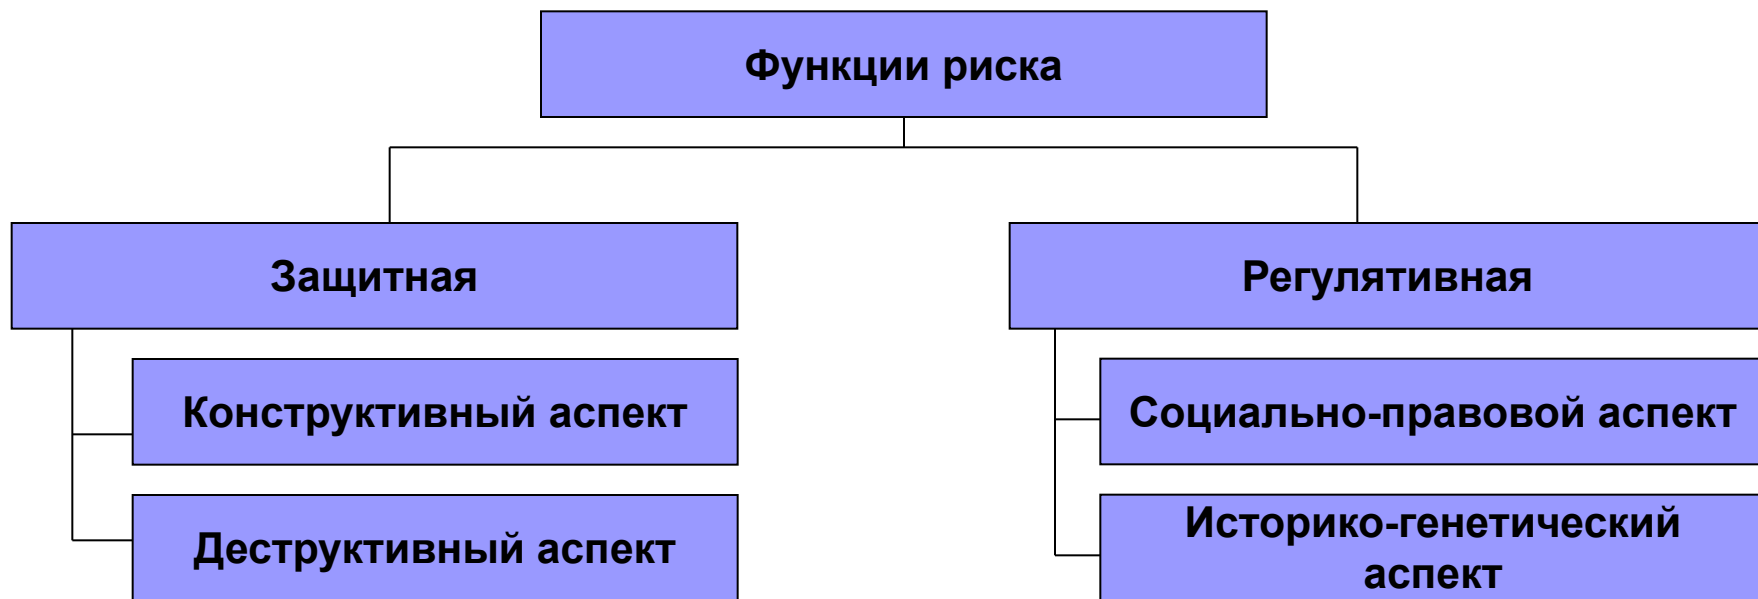 Функции риска
Защитная
Конструктивный аспект
Деструктивный аспект
Регулятивная
Социально-правовой аспект
Историко-генетический
аспект